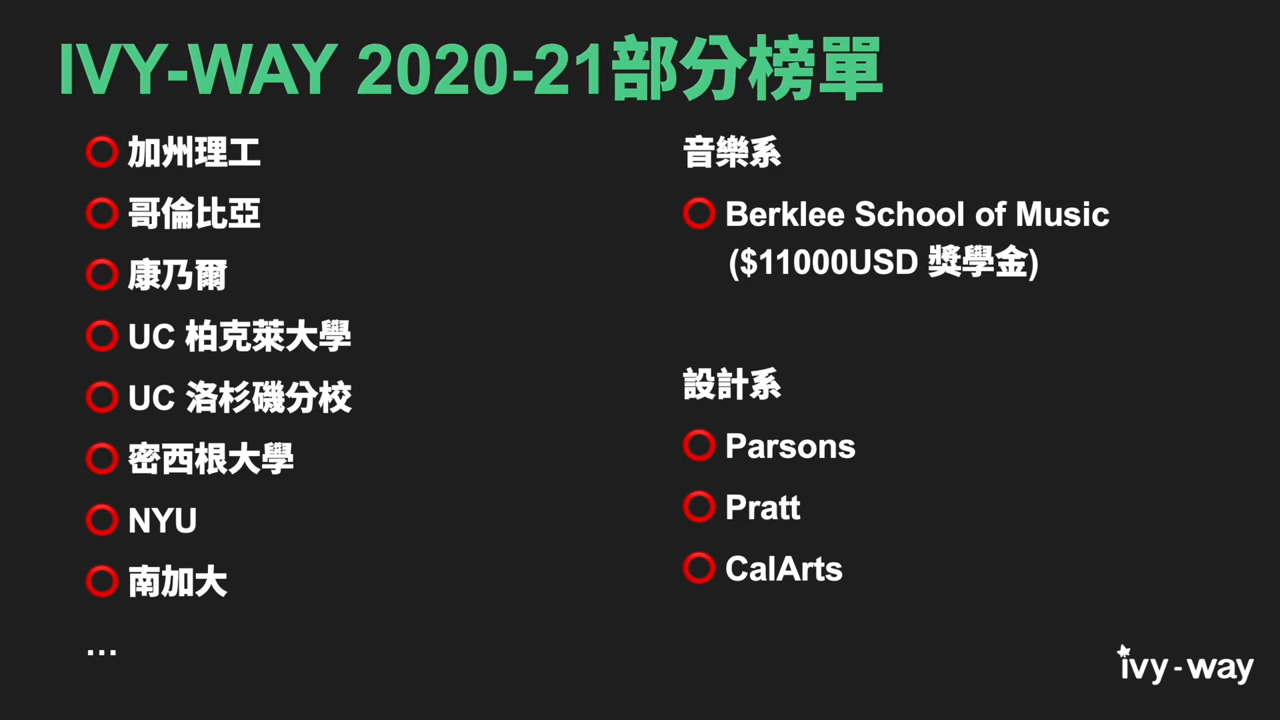 IVY-WAY 2020-21部分榜單
加州理工
哥倫比亞
康乃爾
UC 柏克萊大學
UC 洛杉磯分校
密西根大學
NYU
南加大
...
音樂系
Berklee School of Music
($11000USD 獎學金)
設計系
Parsons
Pratt
CalArts
ivy-way